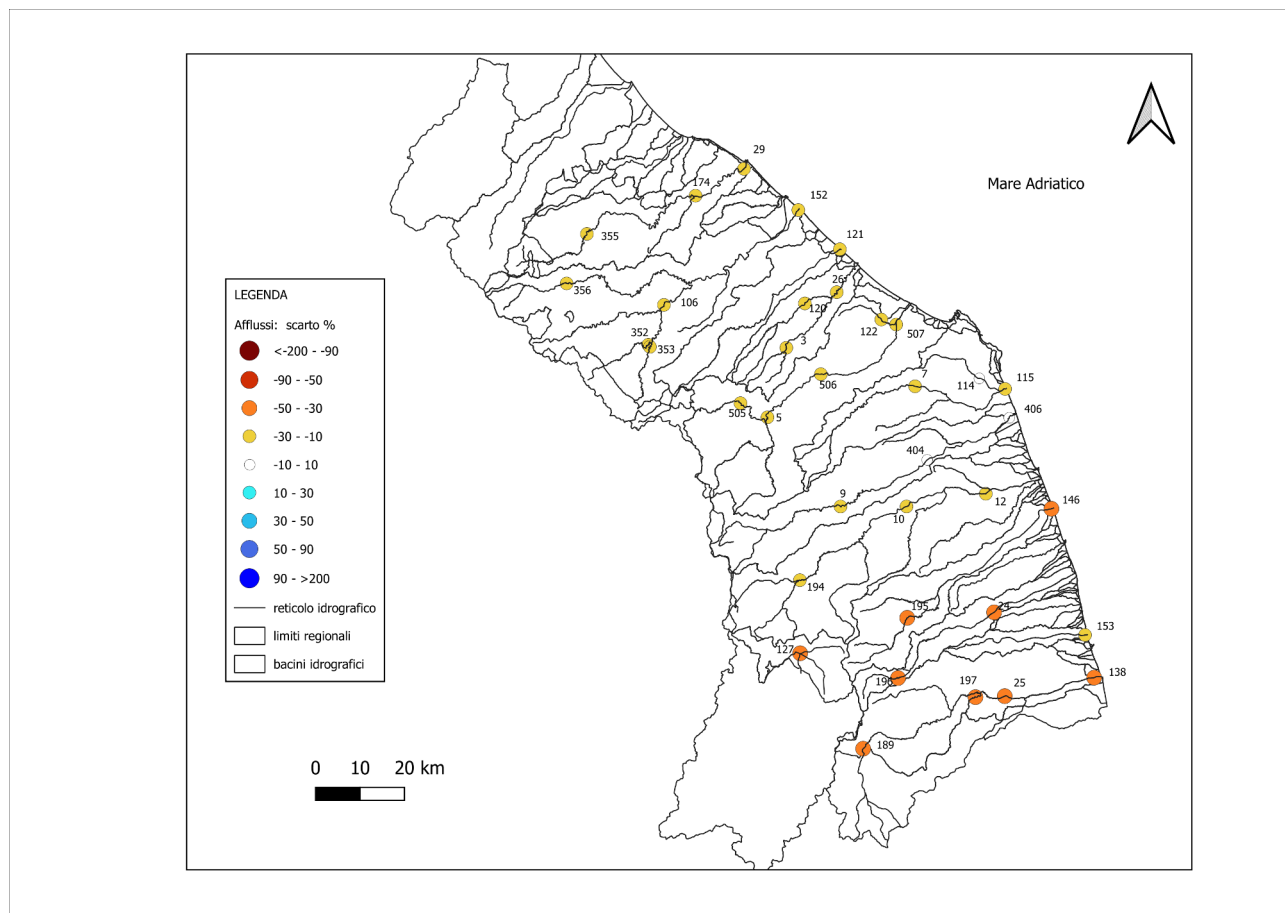 29
174
152
Mare Adriatico
355
121
LEGENDA
Afflussi: scarto %
<-200 - -90
-90 - -50
-50 - -30
-30 - -10
-10 - 10
10 - 30
30 - 50
50 - 90
90 - >200
reticolo idrografico
limiti regionali
bacini idrografici
356
26
106
120
122
507
352
353
3
506
7
114
115
406
505
5
404
9
10
12
146
194
195
24
153
127
196
197
25
138
189
0 10 20 km